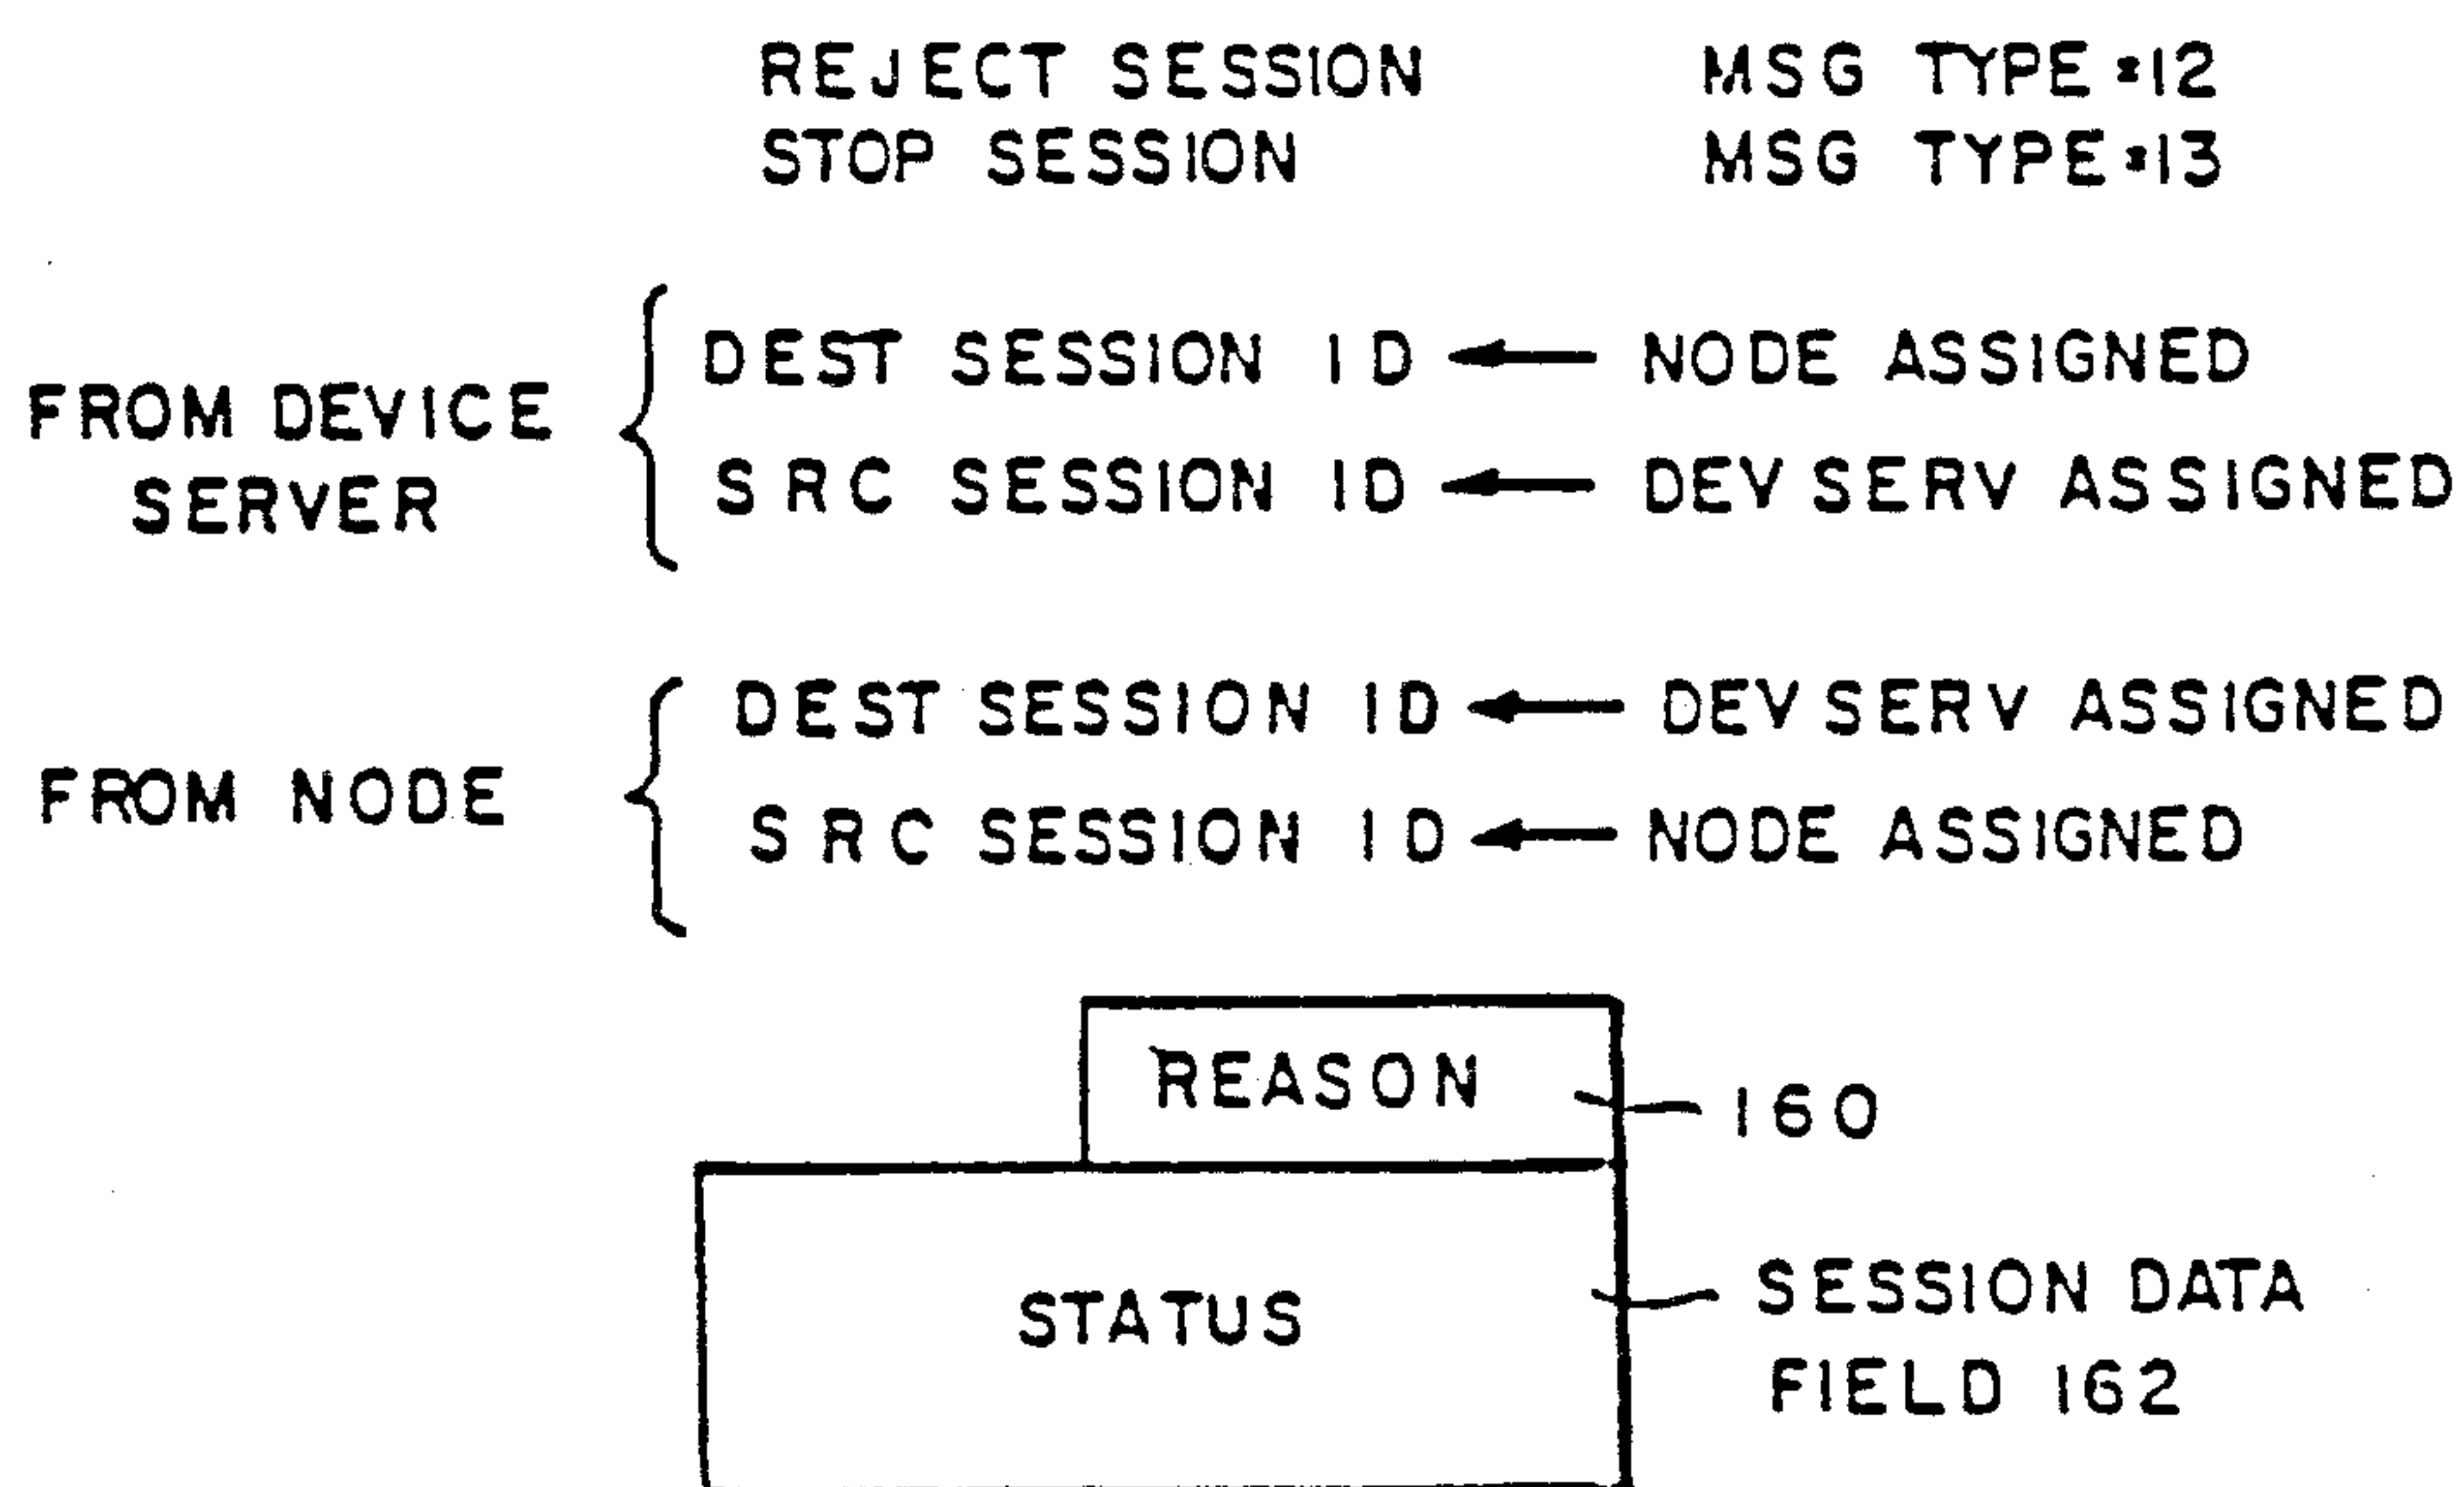 REJECT SESSION MSG TYPE=12
STOP SESSION MSG TYPE=13
DEST SESSION ID NODE ASSIGNED
FROM DEVICE
SRC SESSION ID DEV SERV ASSIGNED
SERVER
DEST SESSION ID DEV SERV ASSIGNED
FROM NODE
SRC SESSION ID NODE ASSIGNED
REASON
160
STATUS
SESSION DATA
FIELD 162